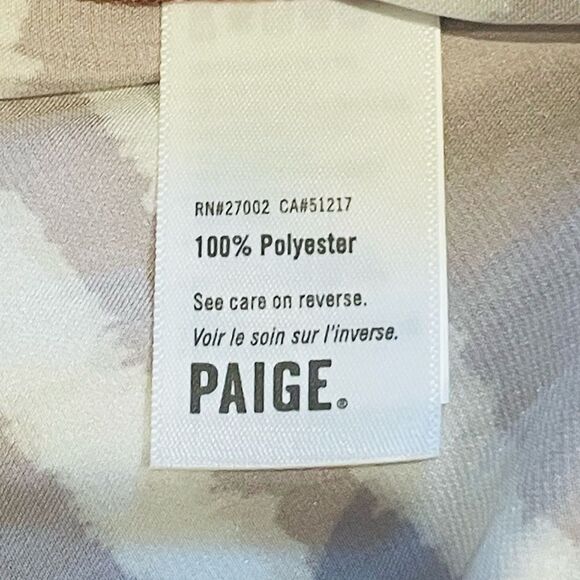 RN#27002 CA#51217
100% Polyester
See care on reverse.
Voir le soin sur l'inverse.
PAIGE®